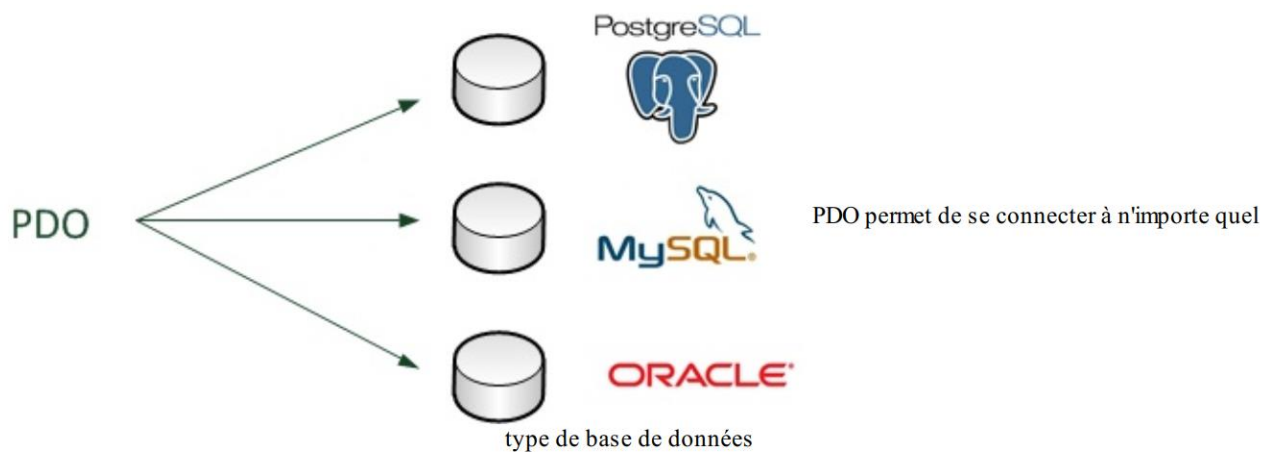 PostgreSQL
PDO
MySQL®
PDO permet de se connecter à n'importe quel
ORACLE®
type de base de données